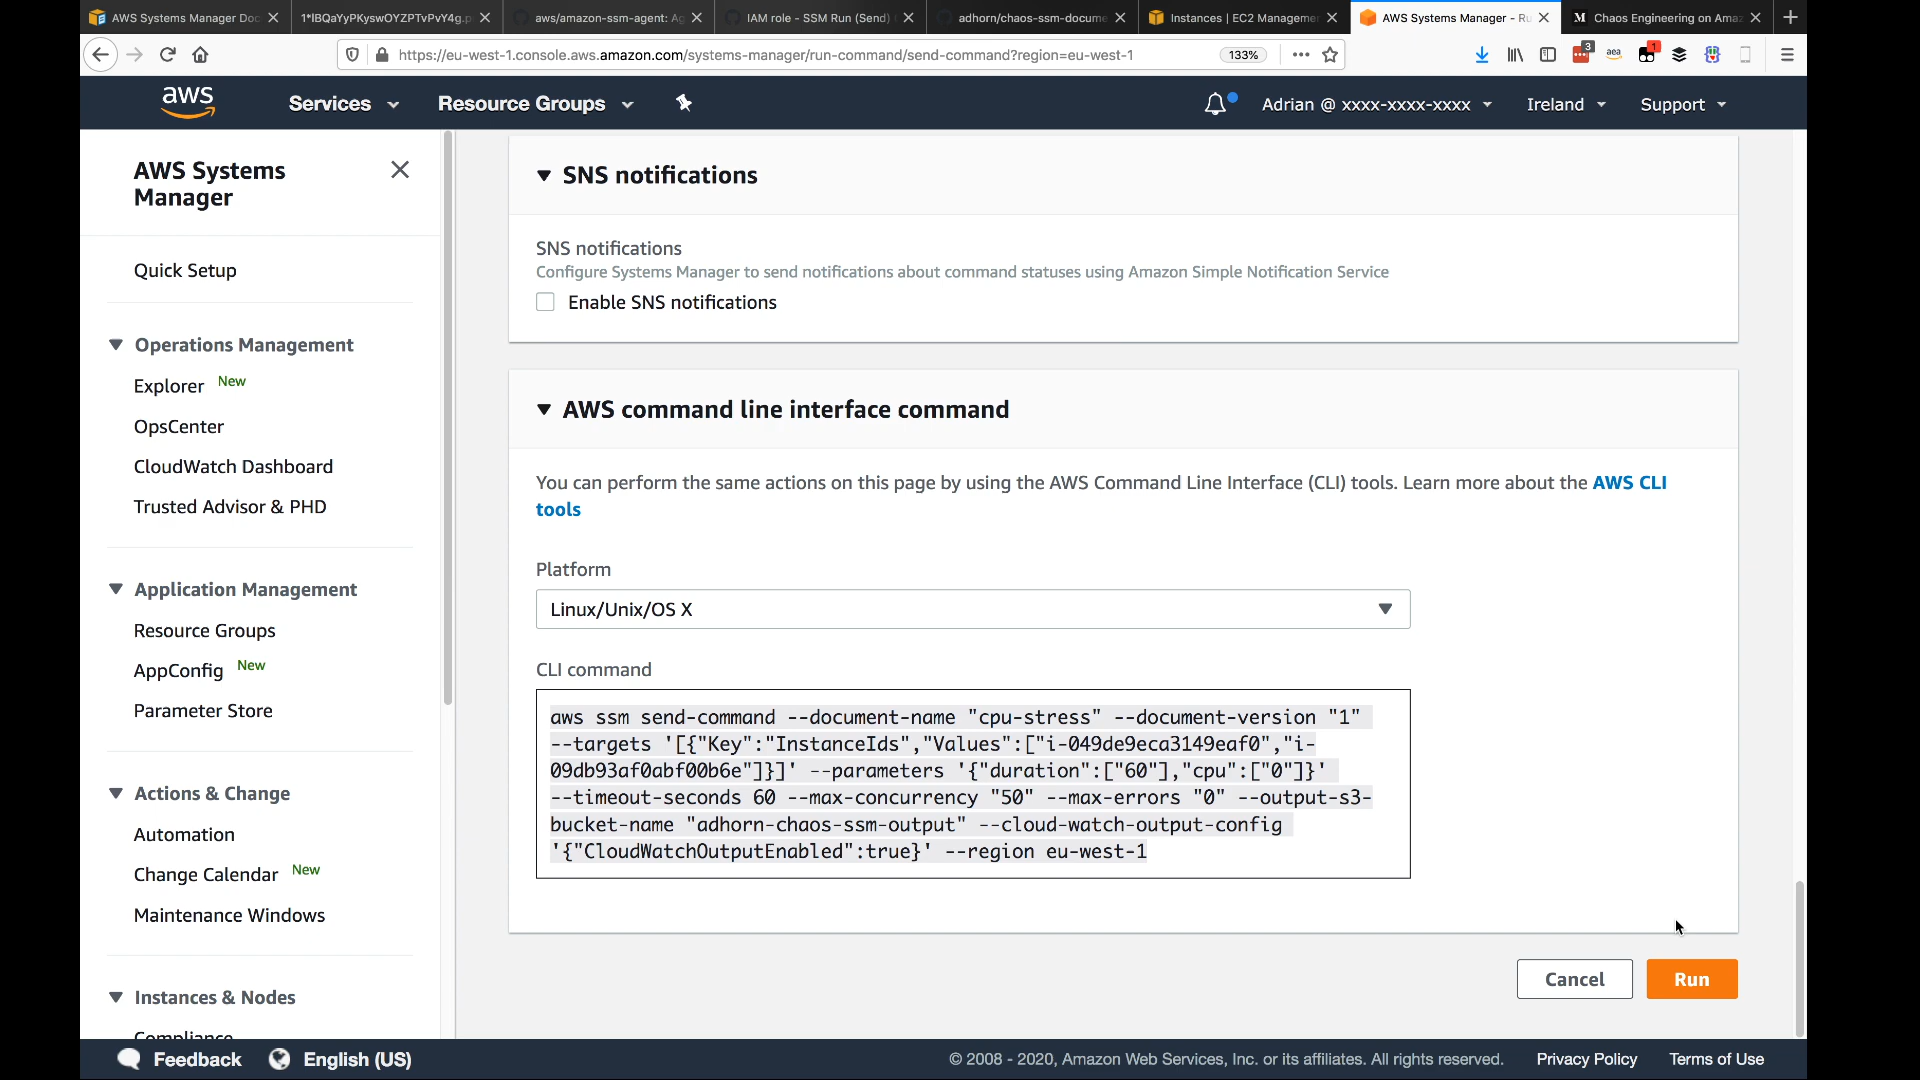 AWS Systems Manager Doc
1*lBQaYyPKyswOYZPTvPvY4g.p
aws/amazon-ssm-agent: Ag
IAM role - SSM Run (Send)
adhorn/chaos-ssm-docume
Instances | EC2 Manageme
AWS Systems Manager - Ru
M Chaos Engineering on Amaz
https://eu-west-1.console.aws.amazon.com/systems-manager/run-command/send-command?region=eu-west-1
133%
3
aea
1
aws
Services
Resource Groups
Adrian @ xxxx-xxxx-xxxx
Ireland
Support
AWS Systems
Manager
Quick Setup
Operations Management
Explorer New
OpsCenter
CloudWatch Dashboard
Trusted Advisor & PHD
Application Management
Resource Groups
AppConfig New
Parameter Store
Actions & Change
Automation
Change Calendar New
Maintenance Windows
Instances & Nodes
Compliance
SNS notifications
SNS notifications
Configure Systems Manager to send notifications about command statuses using Amazon Simple Notification Service
Enable SNS notifications
AWS command line interface command
You can perform the same actions on this page by using the AWS Command Line Interface (CLI) tools. Learn more about the AWS CLI
tools
Platform
Linux/Unix/OS X
CLI command
aws ssm send-command --document-name "cpu-stress" --document-version "1"
--targets '[{"Key":"InstanceIds","Values":["i-049de9eca3149eaf0","i-
09db93af0abf00b6e"]}]' --parameters '{"duration":["60"],"cpu":["0"]}'
--timeout-seconds 60 --max-concurrency "50" --max-errors "0" --output-s3-
bucket-name "adhorn-chaos-ssm-output" --cloud-watch-output-config
'{"CloudWatchOutputEnabled":true}' --region eu-west-1
Cancel
Run
Feedback
English (US)
© 2008 - 2020, Amazon Web Services, Inc. or its affiliates. All rights reserved.
Privacy Policy
Terms of Use